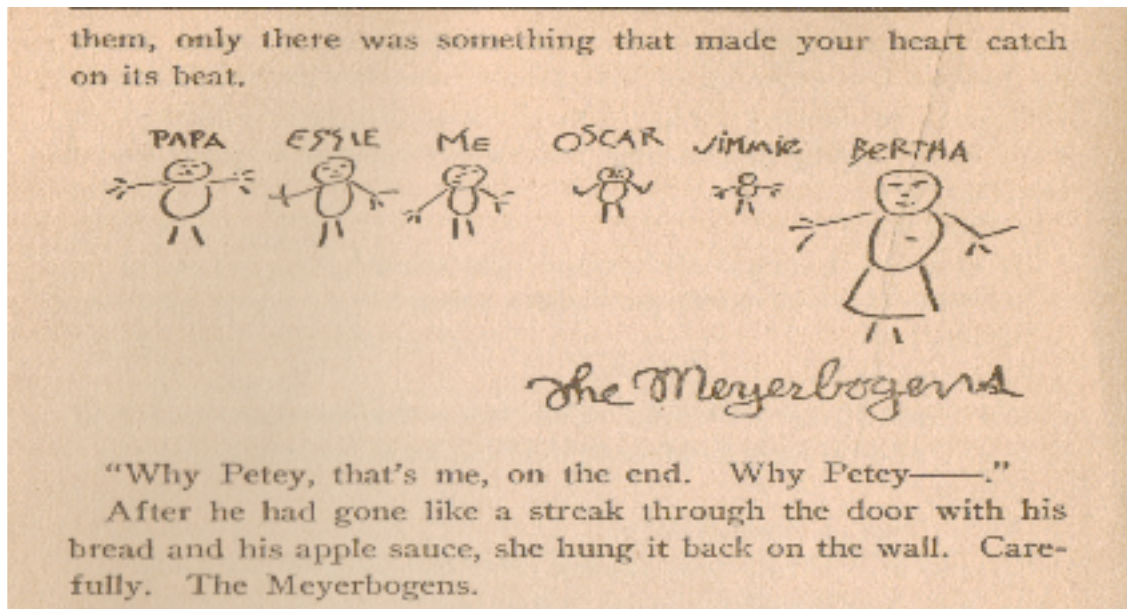 them, only there was something that made your heart catch
on its beat.
PAPA ESSIE ME OSCAR JIMMIE BERTHA
The Meyerbogens
“Why Petey, that’s me, on the end. Why Petey——.”
After he had gone like a streak through the door with his
bread and his apple sauce, she hung it back on the wall. Care-
fully. The Meyerbogens.